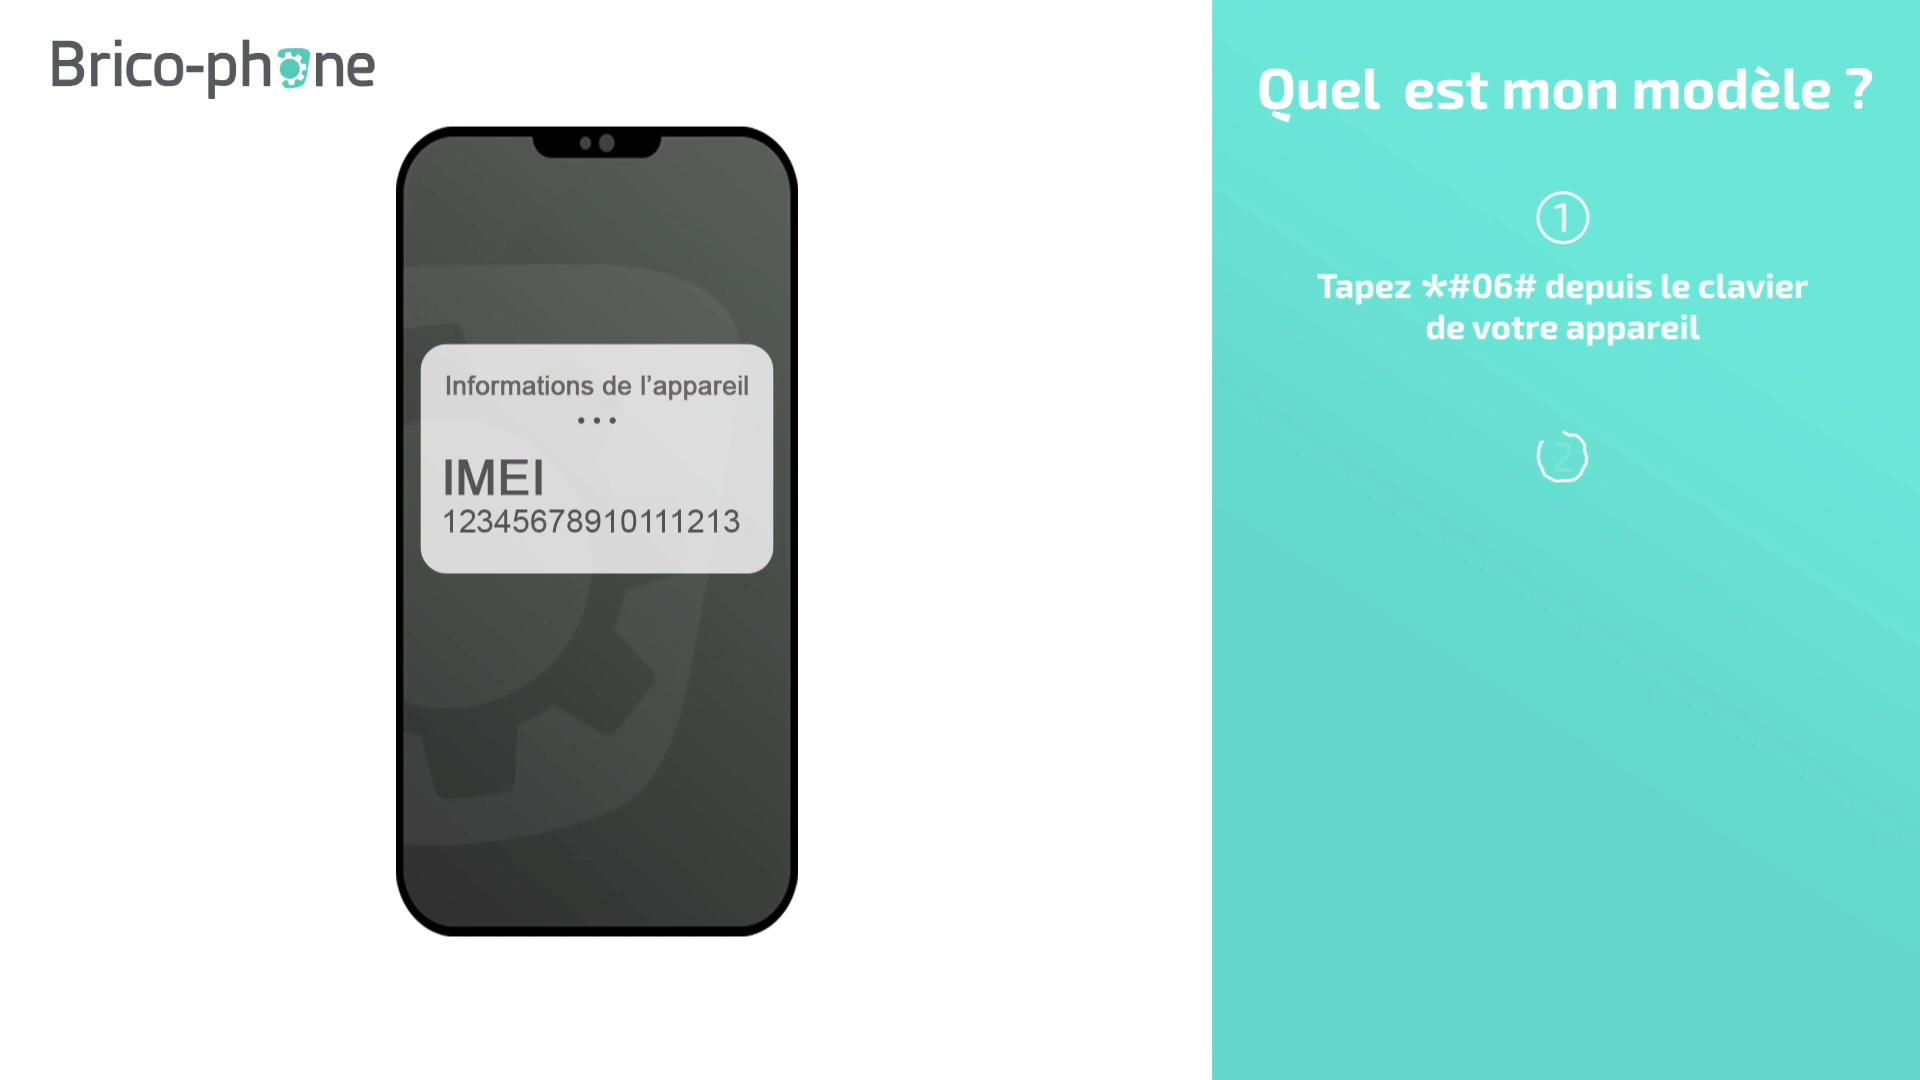 Brico-phone
Quel est mon modèle ?
1
Tapez *#06# depuis le clavier
de votre appareil
2
Informations de l'appareil
...
IMEI
12345678910111213